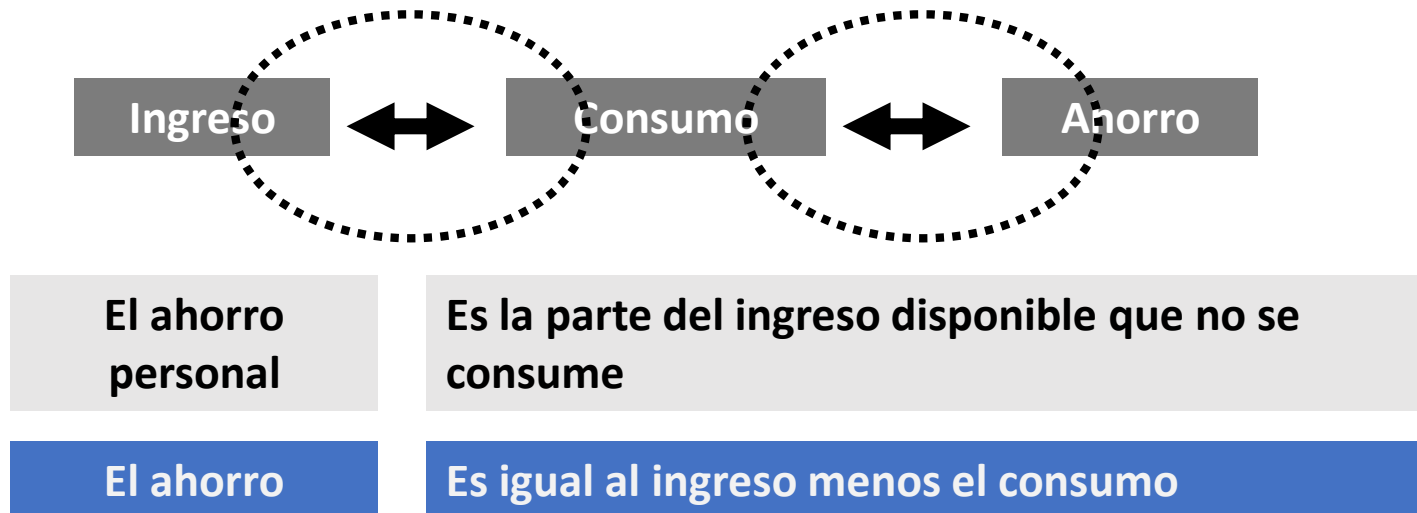 Ingreso
Consumo
Ahorro
El ahorro
personal
Es la parte del ingreso disponible que no se
consume
El ahorro
Es igual al ingreso menos el consumo